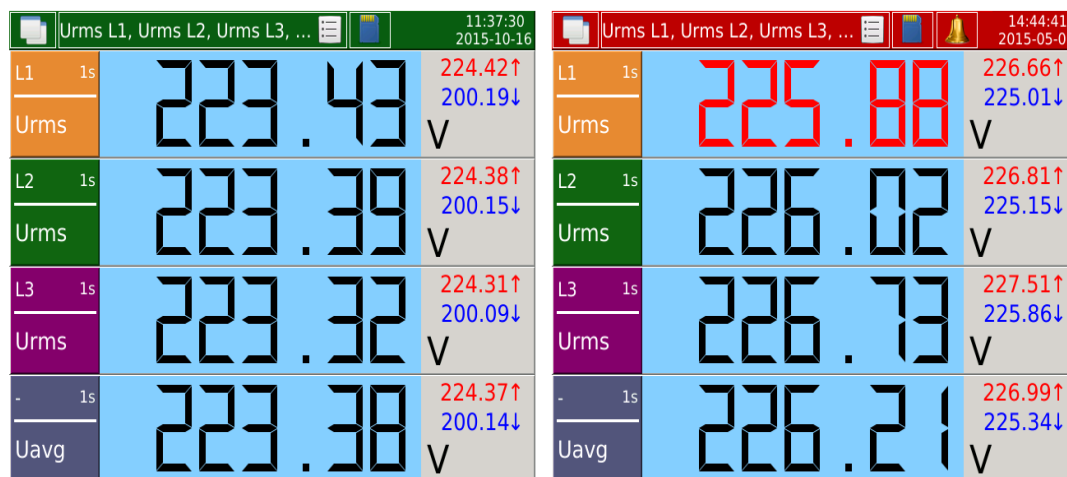 Urms L1, Urms L2, Urms L3, ...
11:37:30
2015-10-16
L1 1s
Urms
223.43
224.42↑
200.19↓
V
L2 1s
Urms
223.39
224.38↑
200.15↓
V
L3 1s
Urms
223.32
224.31↑
200.09↓
V
- 1s
Uavg
223.38
224.37↑
200.14↓
V
Urms L1, Urms L2, Urms L3, ...
14:44:41
2015-05-0
L1 1s
Urms
225.88
226.66↑
225.01↓
V
L2 1s
Urms
226.02
226.81↑
225.15↓
V
L3 1s
Urms
226.73
227.51↑
225.86↓
V
- 1s
Uavg
226.21
226.99↑
225.34↓
V